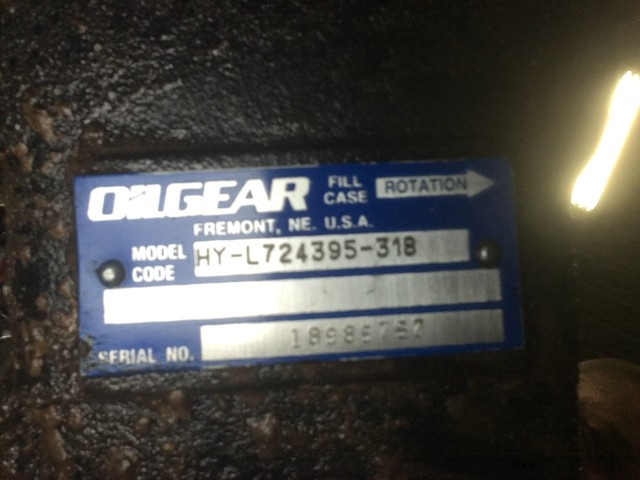 OILGEAR FILL CASE ROTATION
FREMONT, NE. U.S.A.
MODEL CODE HY-L724395-31B
SERIAL NO.